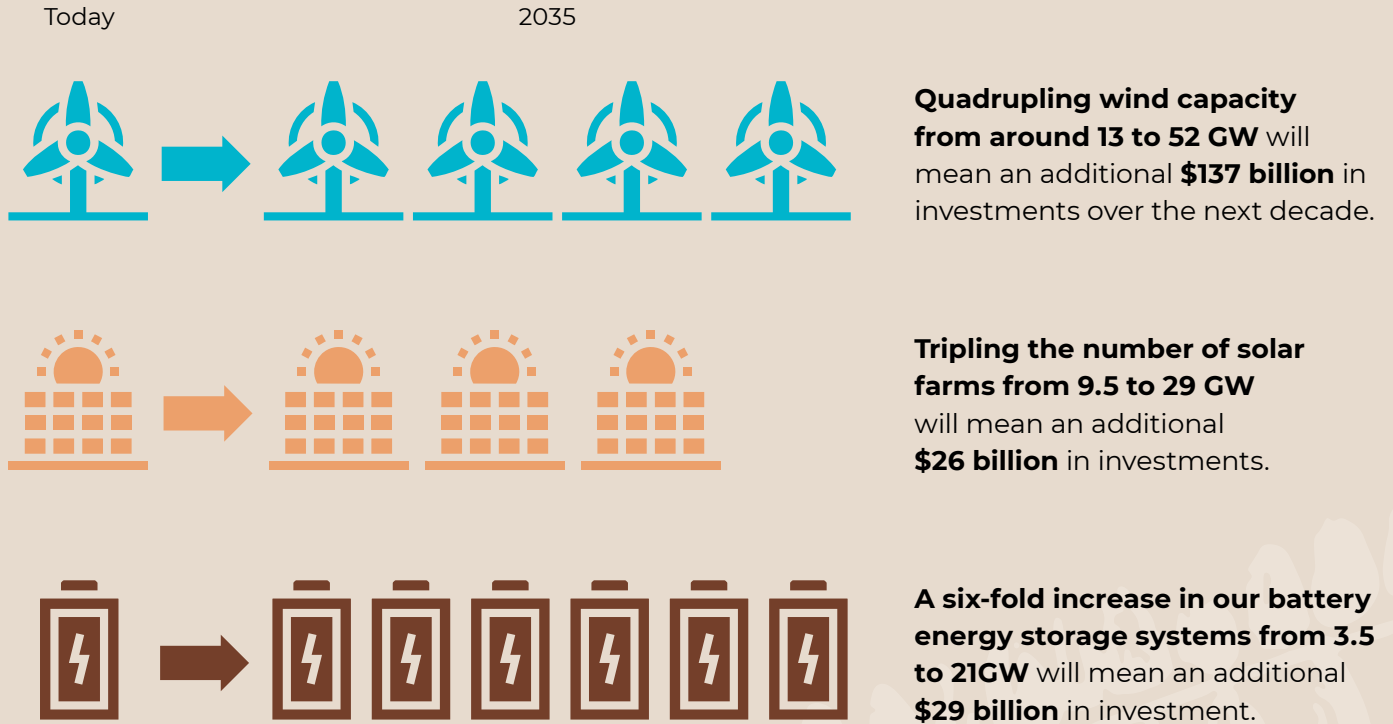 Today
2035
Quadrupling wind capacity
from around 13 to 52 GW will
mean an additional $137 billion in
investments over the next decade.
Tripling the number of solar
farms from 9.5 to 29 GW
will mean an additional
$26 billion in investments.
A six-fold increase in our battery
energy storage systems from 3.5
to 21GW will mean an additional
$29 billion in investment.